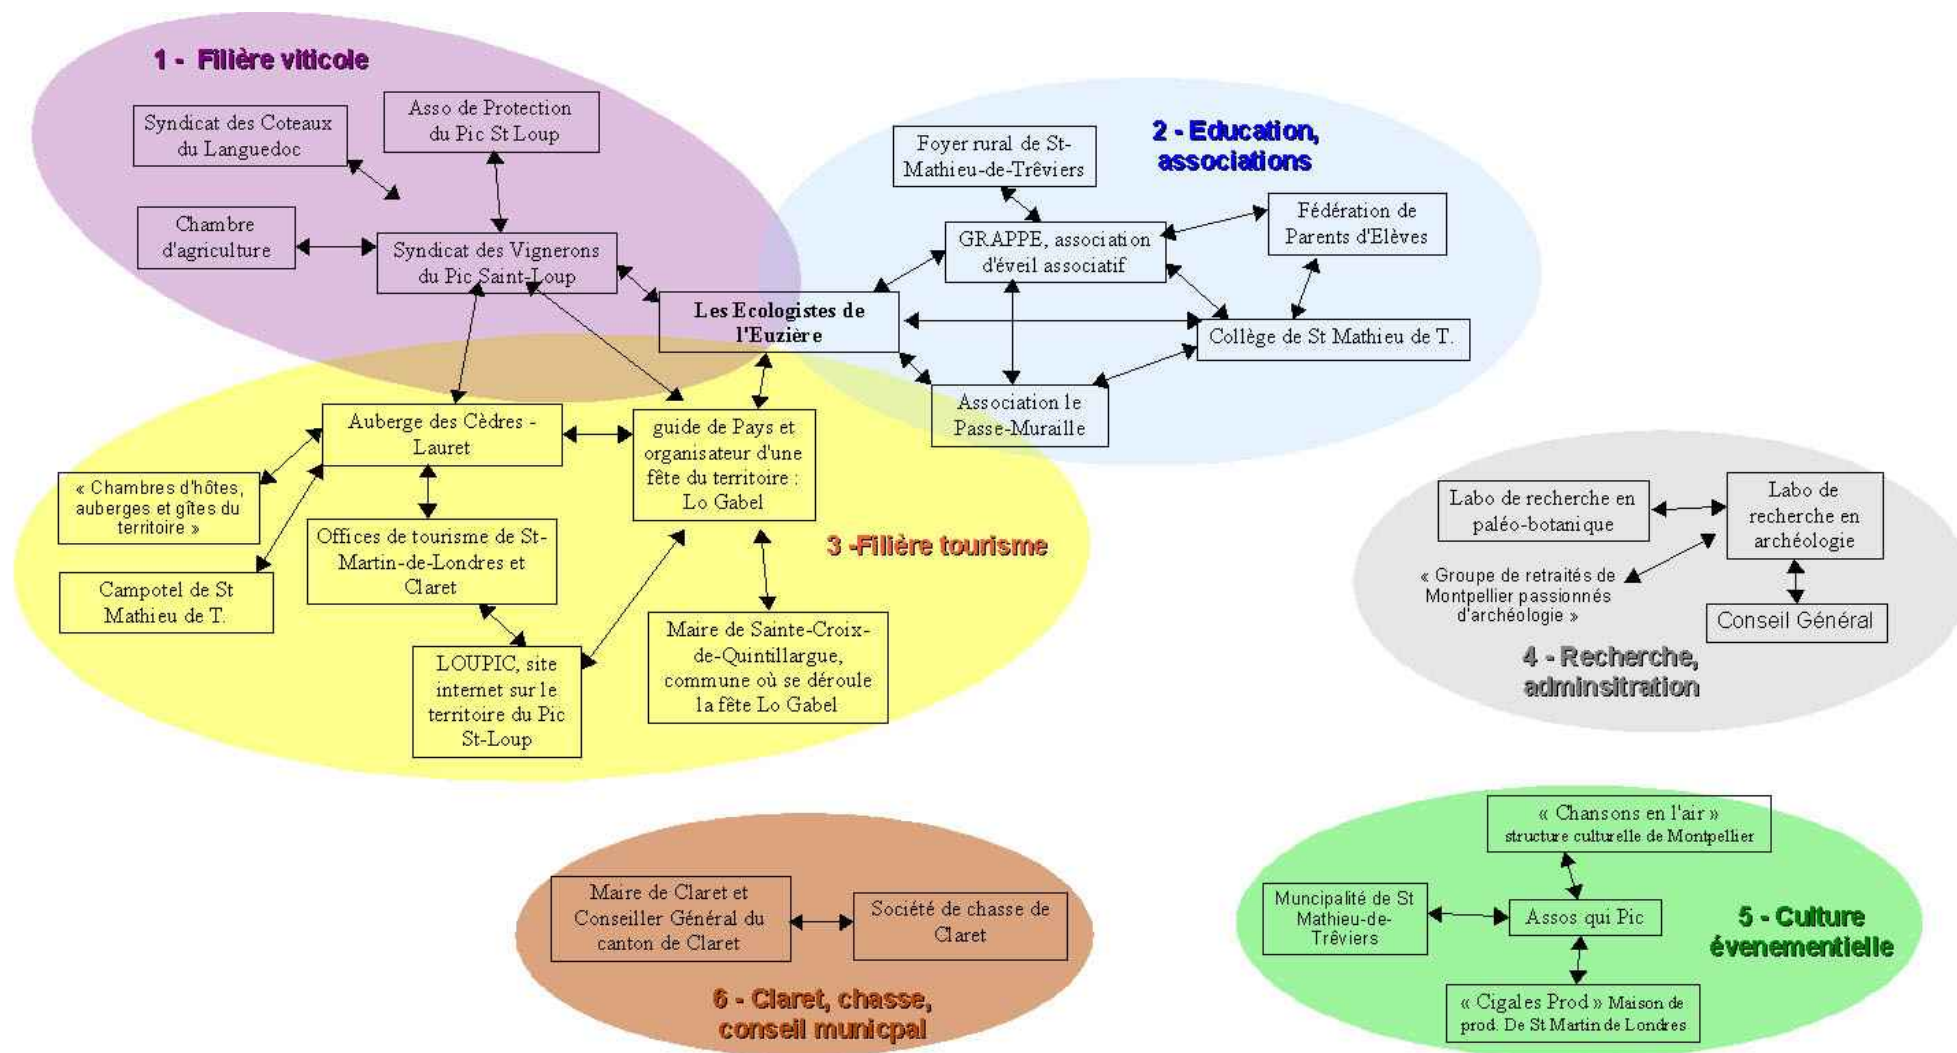 1 - Filière viticole
Syndicat des Coteaux
du Languedoc
Asso de Protection
du Pic St Loup
Chambre
d'agriculture
Syndicat des Vignerons
du Pic Saint-Loup
Les Ecologistes de
l'Euzière
2 - Education,
associations
Foyer rural de St-
Mathieu-de-Trêviers
GRAPPE, association
d'éveil associatif
Fédération de
Parents d'Elèves
Collège de St Mathieu de T.
Association le
Passe-Muraille
Auberge des Cèdres -
Lauret
guide de Pays et
organisateur d'une
fête du territoire :
Lo Gabel
« Chambres d'hôtes,
auberges et gîtes du
territoire »
Offices de tourisme de St-
Martin-de-Londres et
Claret
3 -Filière tourisme
Campotel de St
Mathieu de T.
LOUPIC, site
internet sur le
territoire du Pic
St-Loup
Maire de Sainte-Croix-
de-Quintillargue,
commune où se déroule
la fête Lo Gabel
Labo de recherche en
paléo-botanique
Labo de
recherche en
archéologie
« Groupe de retraités de
Montpellier passionnés
d'archéologie »
Conseil Général
4 - Recherche,
adminsitration
« Chansons en l'air »
structure culturelle de Montpellier
Muncipalité de St
Mathieu-de-
Trêviers
Assos qui Pic
5 - Culture
évenementielle
« Cigales Prod » Maison de
prod. De St Martin de Londres
Maire de Claret et
Conseiller Général du
canton de Claret
Société de chasse de
Claret
6 - Claret, chasse,
conseil municpal